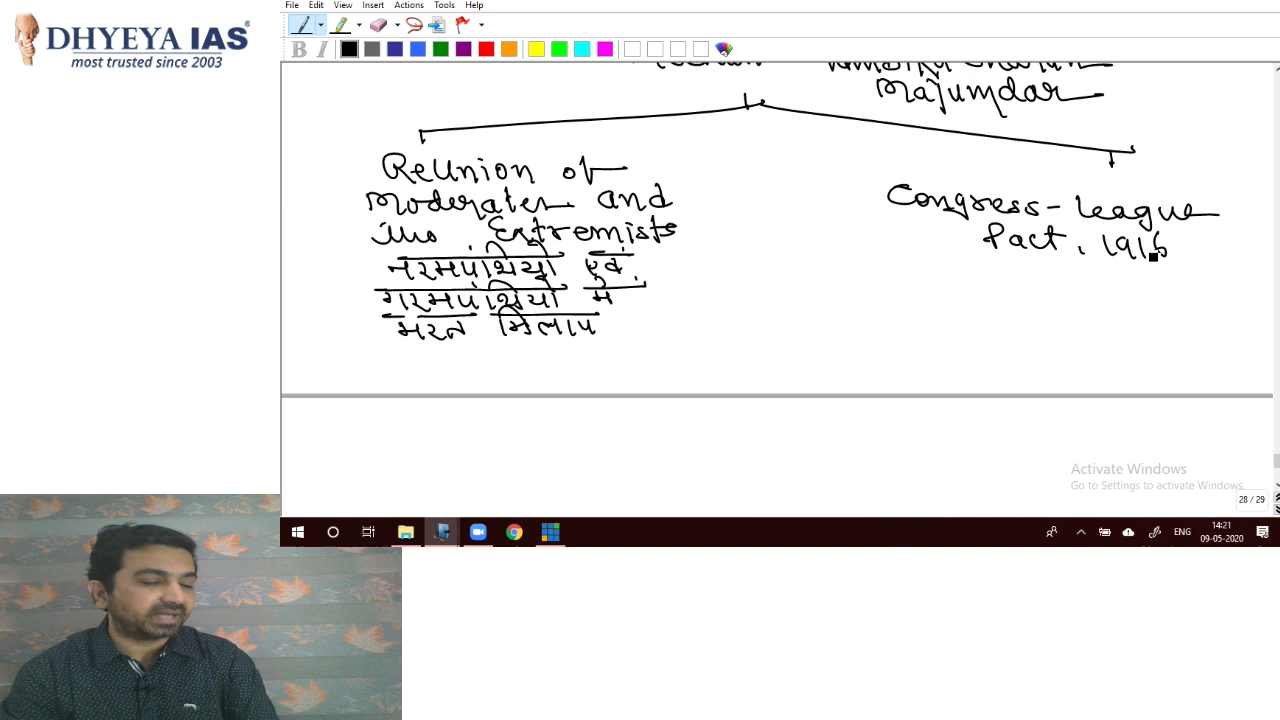 DHYEYA IAS
most trusted since 2003
File Edit View Insert Actions Tools Help
B I
Majumdar
Reunion of
Moderates and
Extremists
नरमपंथियों एवं
गरमपंथियों में
भरत मिलाप
Congress-League
Pact, 1916
Activate Windows
Go to Settings to activate Windows.
28 / 29
ENG
14:21
09-05-2020